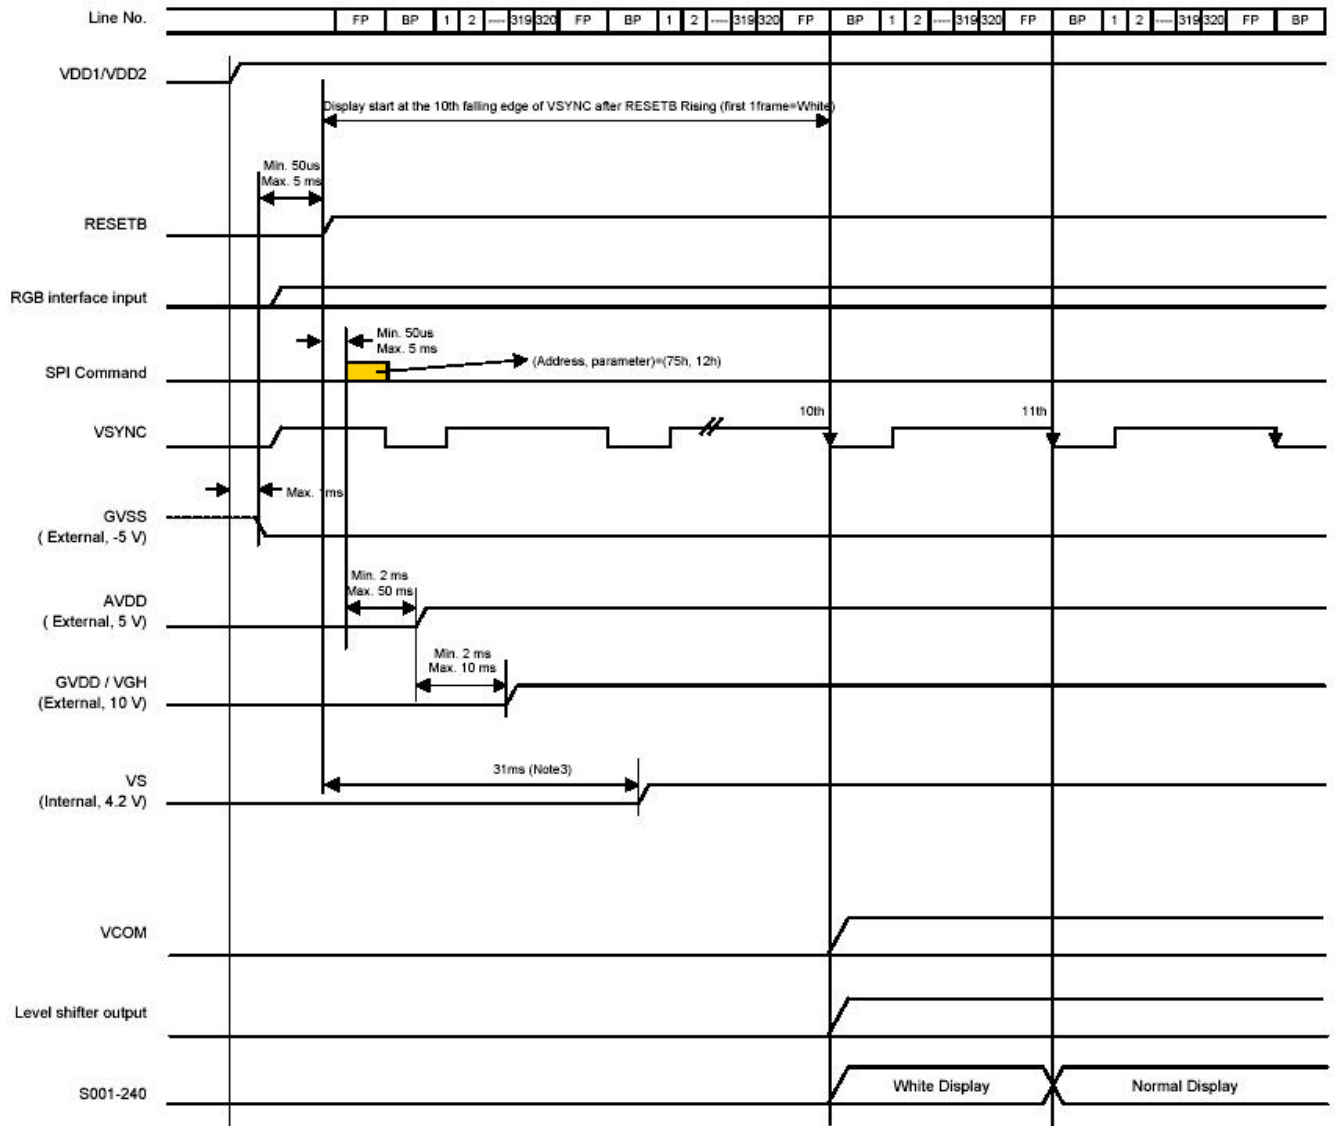 Line No. FP BP 1 2 ---- 319 320 FP BP 1 2 ---- 319 320 FP BP 1 2 ---- 319 320 FP BP 1 2 ---- 319 320 FP BP
VDD1/VDD2
Display start at the 10th falling edge of VSYNC after RESETB Rising (first 1frame=White)
Min. 50us
Max. 5 ms
RESETB
RGB interface input
Min. 50us
Max. 5 ms
(Address, parameter)=(75h, 12h)
SPI Command
10th 11th
VSYNC
Max. 1ms
GVSS
( External, -5 V)
Min. 2 ms
Max. 50 ms
AVDD
( External, 5 V)
Min. 2 ms
Max. 10 ms
GVDD / VGH
(External, 10 V)
31ms (Note3)
VS
(Internal, 4.2 V)
VCOM
Level shifter output
S001-240 White Display Normal Display